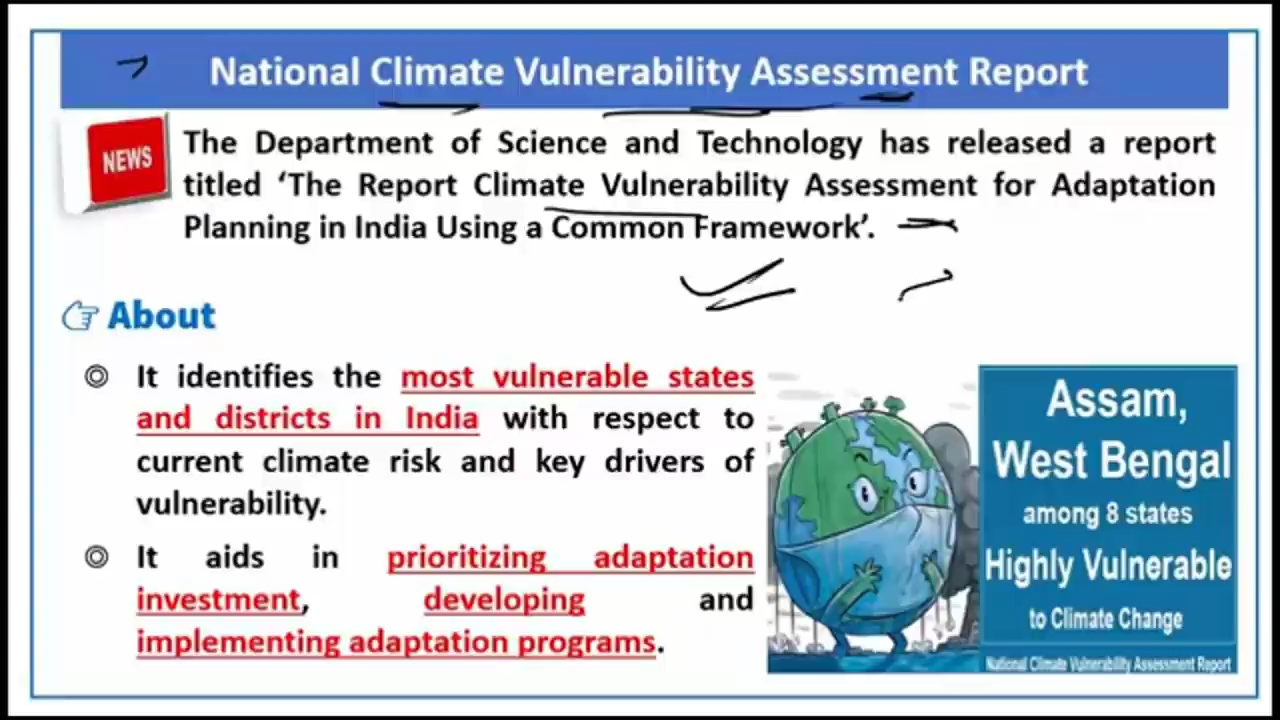 National Climate Vulnerability Assessment Report
NEWS
The Department of Science and Technology has released a report
titled ‘The Report Climate Vulnerability Assessment for Adaptation
Planning in India Using a Common Framework’.
About
It identifies the most vulnerable states
and districts in India with respect to
current climate risk and key drivers of
vulnerability.
It aids in prioritizing adaptation
investment, developing and
implementing adaptation programs.
Assam,
West Bengal
among 8 states
Highly Vulnerable
to Climate Change
National Climate Vulnerability Assessment Report